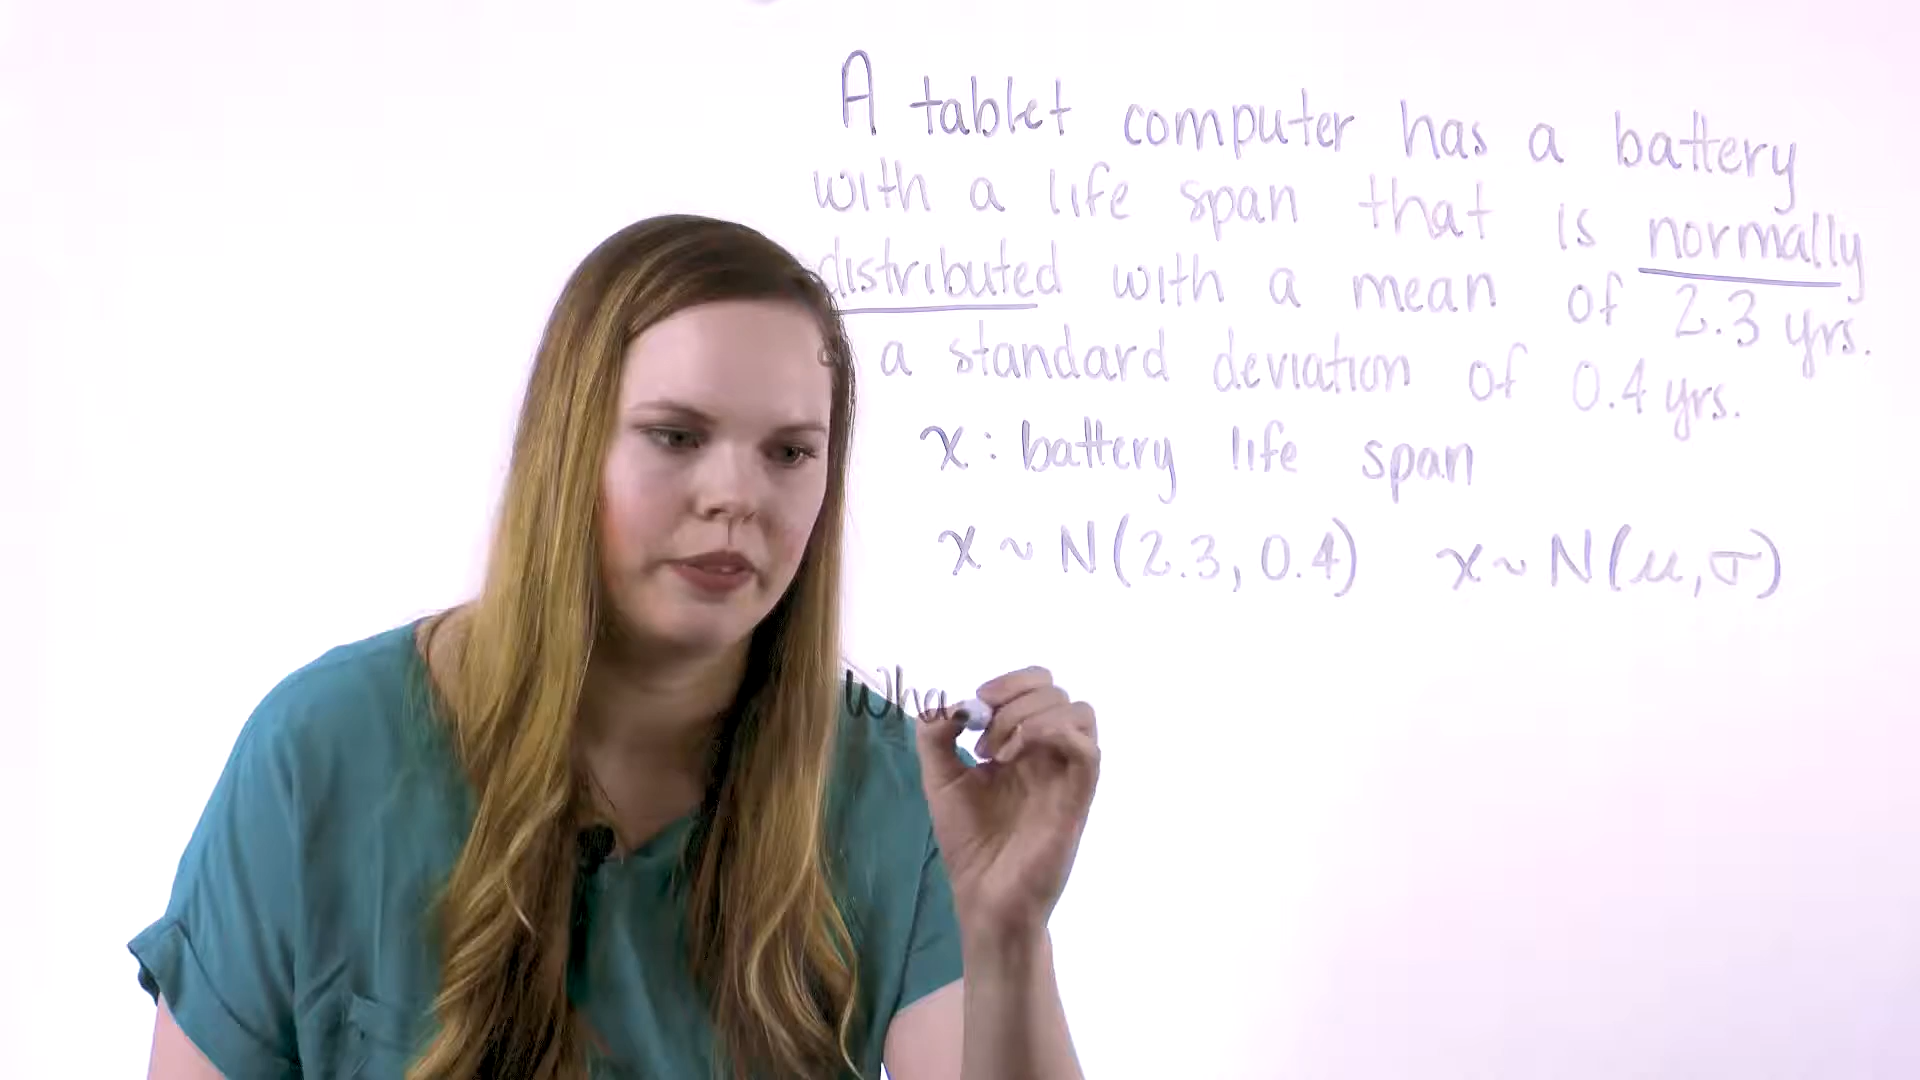 A tablet computer has a battery
with a life span that is normally
distributed with a mean of 2.3 yrs.
a standard deviation of 0.4 yrs.
x : battery life span
x ~ N(2.3, 0.4) x ~ N(μ, σ)
Wha